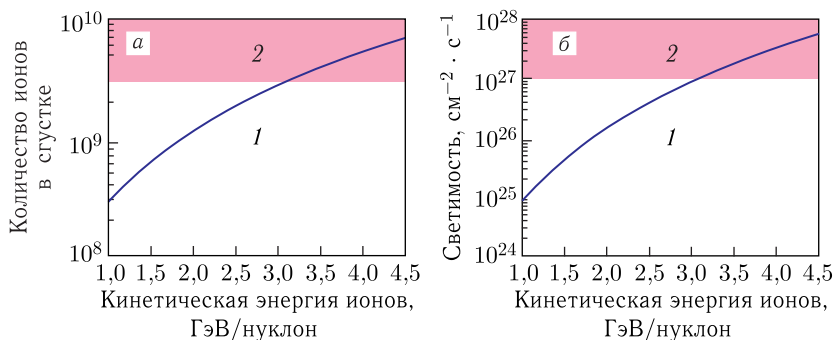 Количество ионов
в сгустке
10¹⁰
10⁹
10⁸
а
2
1
1,0 1,5 2,0 2,5 3,0 3,5 4,0 4,5
Кинетическая энергия ионов,
ГэВ/нуклон
Светимость, см⁻² · с⁻¹
10²⁸
10²⁷
10²⁶
10²⁵
10²⁴
б
2
1
1,0 1,5 2,0 2,5 3,0 3,5 4,0 4,5
Кинетическая энергия ионов,
ГэВ/нуклон